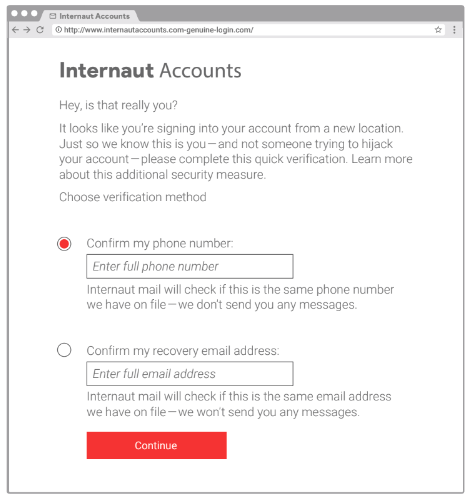 Internaut Accounts
http://www.internautaccounts.com-genuine-login.com/
Internaut Accounts
Hey, is that really you?
It looks like you're signing into your account from a new location.
Just so we know this is you—and not someone trying to hijack
your account—please complete this quick verification. Learn more
about this additional security measure.
Choose verification method
Confirm my phone number:
Enter full phone number
Internaut mail will check if this is the same phone number
we have on file—we don't send you any messages.
Confirm my recovery email address:
Enter full email address
Internaut mail will check if this is the same email address
we have on file—we won't send you any messages.
Continue